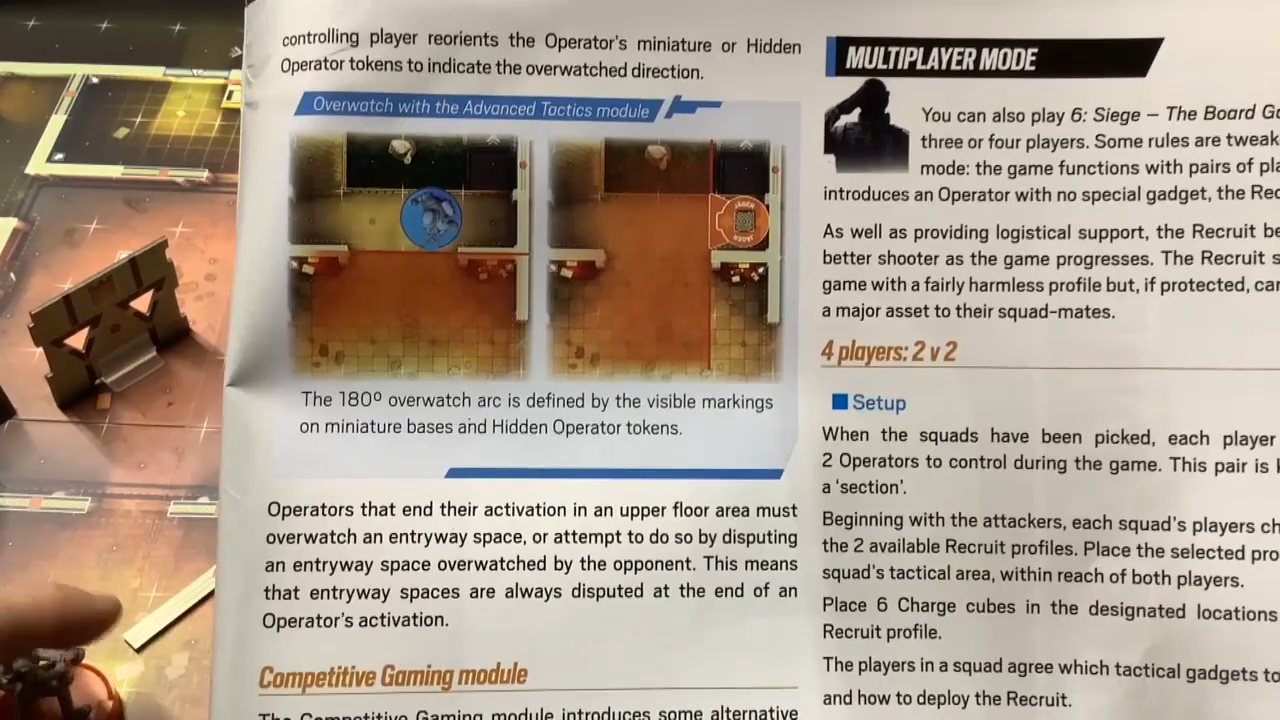 controlling player reorients the Operator's miniature or Hidden
Operator tokens to indicate the overwatched direction.
Overwatch with the Advanced Tactics module
JÄGER
JÄGER
The 180º overwatch arc is defined by the visible markings
on miniature bases and Hidden Operator tokens.
Operators that end their activation in an upper floor area must
overwatch an entryway space, or attempt to do so by disputing
an entryway space overwatched by the opponent. This means
that entryway spaces are always disputed at the end of an
Operator's activation.
Competitive Gaming module
The Competitive Gaming module introduces some alternative
MULTIPLAYER MODE
You can also play 6: Siege – The Board
three or four players. Some rules are
mode: the game functions with pairs of
introduces an Operator with no special gadget, the
As well as providing logistical support, the Recruit
better shooter as the game progresses. The Recruit
game with a fairly harmless profile but, if protected,
a major asset to their squad-mates.
4 players: 2 v 2
Setup
When the squads have been picked, each player
2 Operators to control during the game. This pair is
a 'section'.
Beginning with the attackers, each squad's players
the 2 available Recruit profiles. Place the selected
squad's tactical area, within reach of both players.
Place 6 Charge cubes in the designated locations
Recruit profile.
The players in a squad agree which tactical gadgets to
and how to deploy the Recruit.